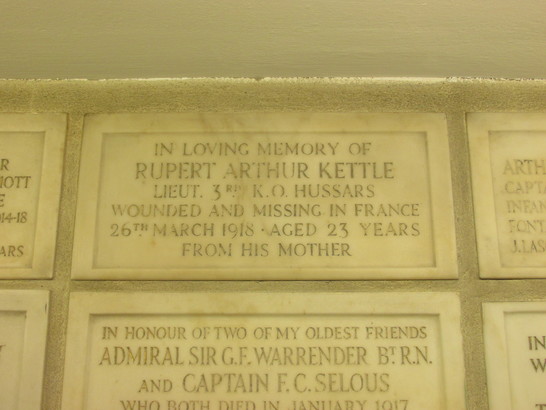 IN LOVING MEMORY OF
RUPERT ARTHUR KETTLE
LIEUT. 3RD K.O. HUSSARS
WOUNDED AND MISSING IN FRANCE
26TH MARCH 1918 · AGED 23 YEARS
FROM HIS MOTHER
IN HONOUR OF TWO OF MY OLDEST FRIENDS
ADMIRAL SIR G.F. WARRENDER BT. R.N.
AND CAPTAIN F.C. SELOUS
WHO BOTH DIED IN JANUARY 1917